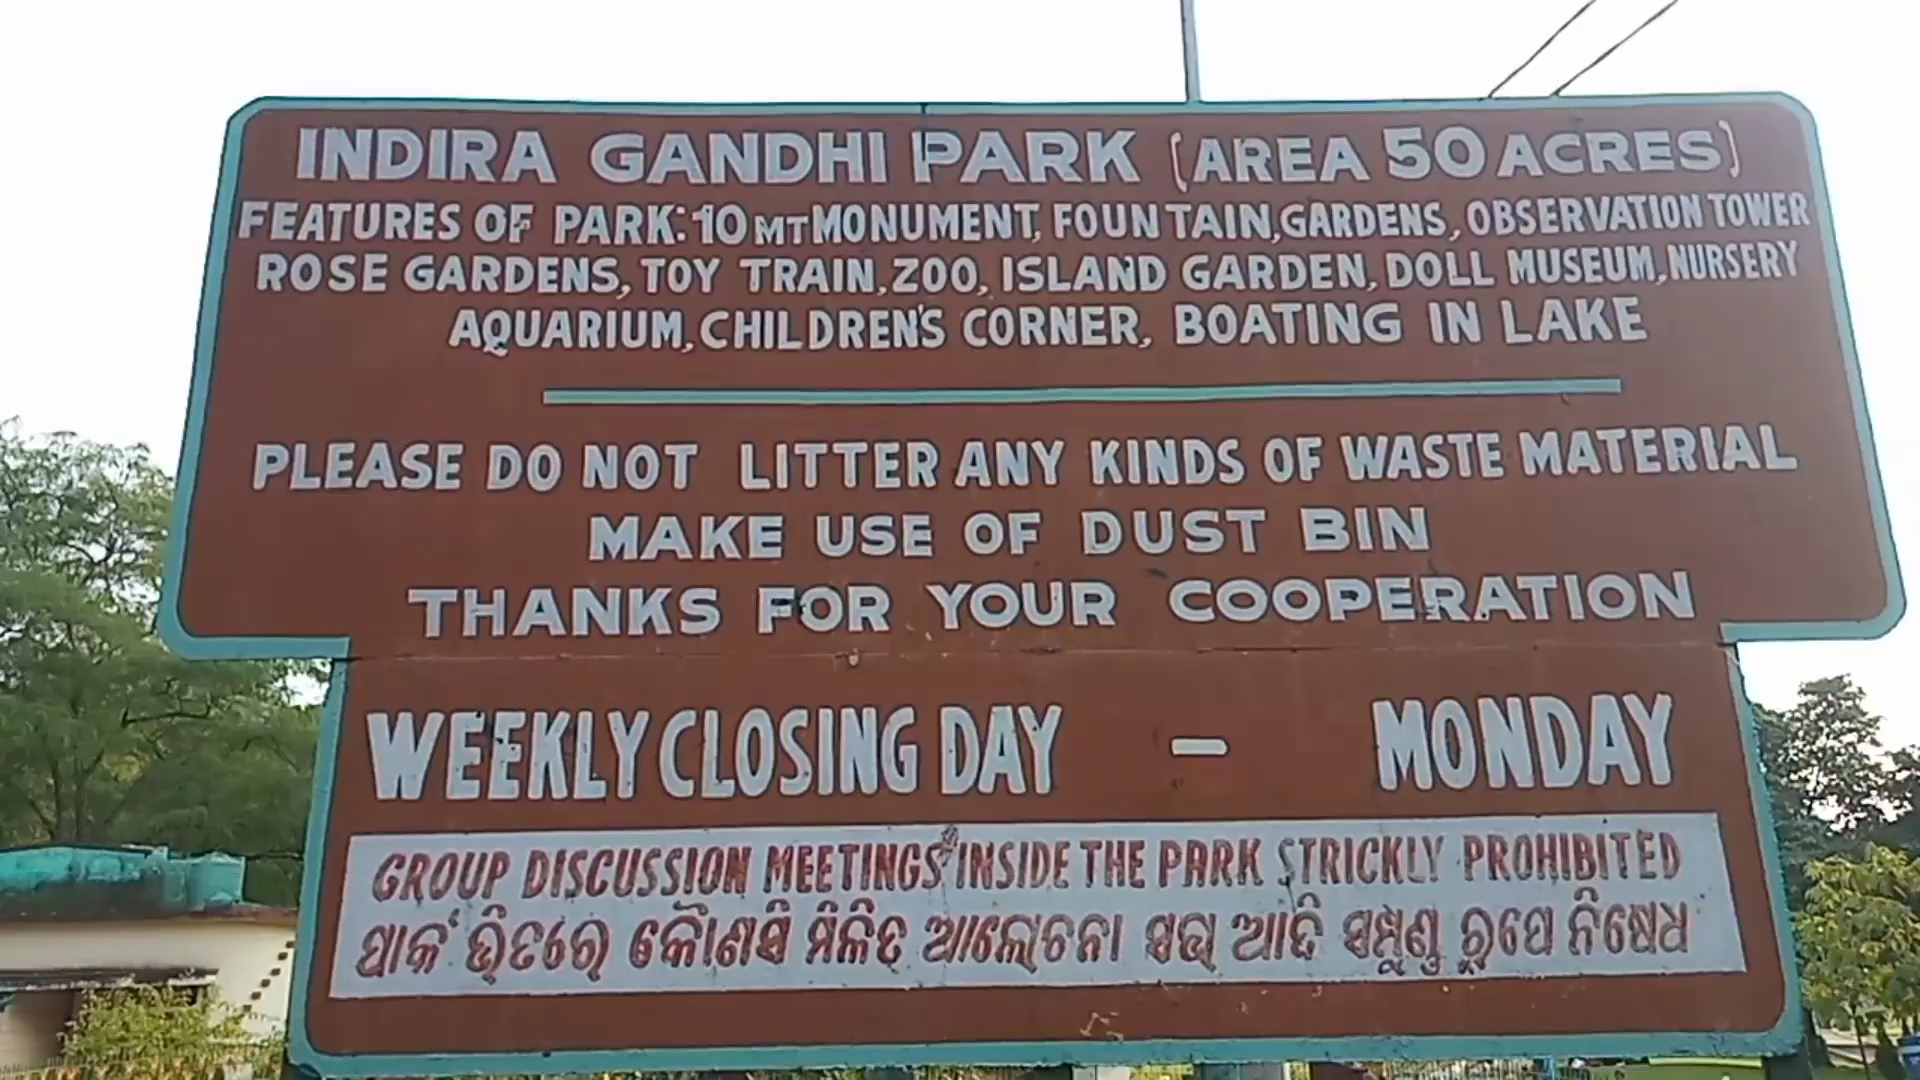 INDIRA GANDHI PARK (AREA 50 ACRES)
FEATURES OF PARK: 10 MT MONUMENT, FOUNTAIN, GARDENS, OBSERVATION TOWER
ROSE GARDENS, TOY TRAIN, ZOO, ISLAND GARDEN, DOLL MUSEUM, NURSERY
AQUARIUM, CHILDREN'S CORNER, BOATING IN LAKE
PLEASE DO NOT LITTER ANY KINDS OF WASTE MATERIAL
MAKE USE OF DUST BIN
THANKS FOR YOUR COOPERATION
WEEKLY CLOSING DAY - MONDAY
GROUP DISCUSSION MEETINGS INSIDE THE PARK STRICKLY PROHIBITED
ପାର୍କ ଭିତରେ କୌଣସି ମିଳିତ ଆଲୋଚନା ସଭା ଆଦି ସମ୍ପୁର୍ଣ୍ଣ ରୂପେ ନିଷେଧ